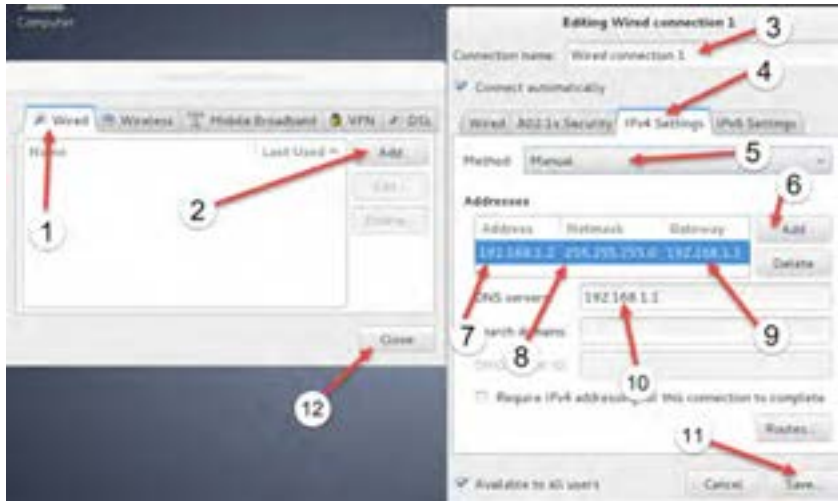 Computer
Wired Wireless Mobile Broadband VPN DSL
Name Last Used
Add
Edit...
Delete...
Close
1
2
12
Editing Wired connection 1
3
Connection name: Wired connection 1
4
Connect automatically
Wired 802.1x Security IPv4 Settings IPv6 Settings
Method Manual
5
6
Addresses
Address Netmask Gateway Add
192.168.1.2 255.255.255.0 192.168.1.1 Delete
DNS servers 192.168.1.1
7
8
9
Search domains
10
Require IPv4 addressing for this connection to complete
Routes...
11
Available to all users Cancel Save...